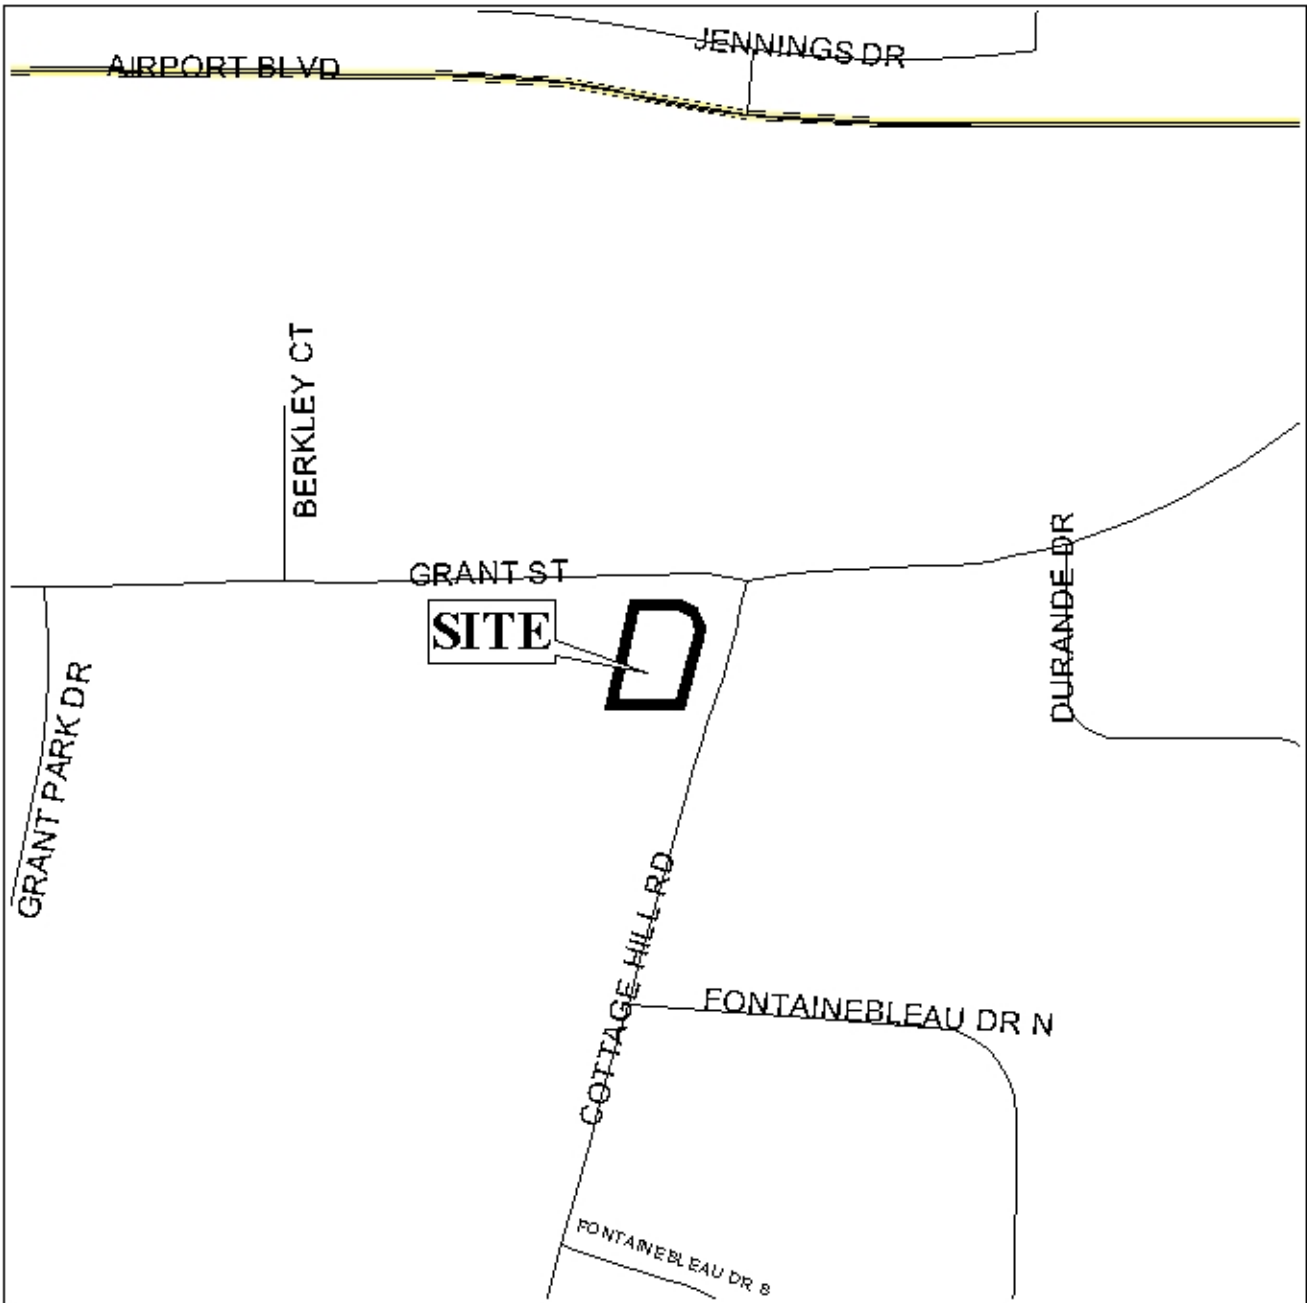 JENNINGS DR
AIRPORT BLVD
BERKLEY CT
GRANT ST
DURANDE DR
SITE
GRANT PARK DR
COTTAGE HILL RD
FONTAINEBLEAU DR N
FONTAINEBLEAU DR S